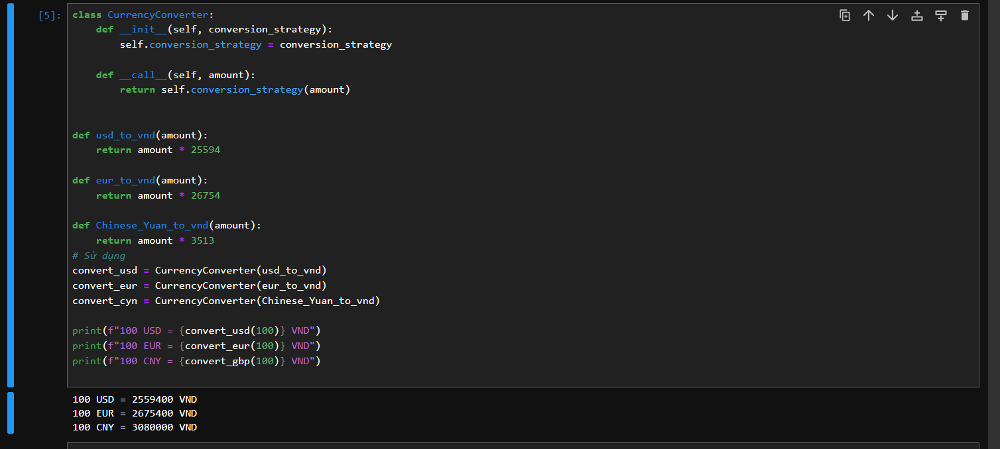 [5]: class CurrencyConverter:
    def __init__(self, conversion_strategy):
        self.conversion_strategy = conversion_strategy
    def __call__(self, amount):
        return self.conversion_strategy(amount)
def usd_to_vnd(amount):
    return amount * 25594
def eur_to_vnd(amount):
    return amount * 26754
def Chinese_Yuan_to_vnd(amount):
    return amount * 3513
# Sử dụng
convert_usd = CurrencyConverter(usd_to_vnd)
convert_eur = CurrencyConverter(eur_to_vnd)
convert_cyn = CurrencyConverter(Chinese_Yuan_to_vnd)
print(f"100 USD = {convert_usd(100)} VND")
print(f"100 EUR = {convert_eur(100)} VND")
print(f"100 CNY = {convert_gbp(100)} VND")
100 USD = 2559400 VND
100 EUR = 2675400 VND
100 CNY = 3080000 VND